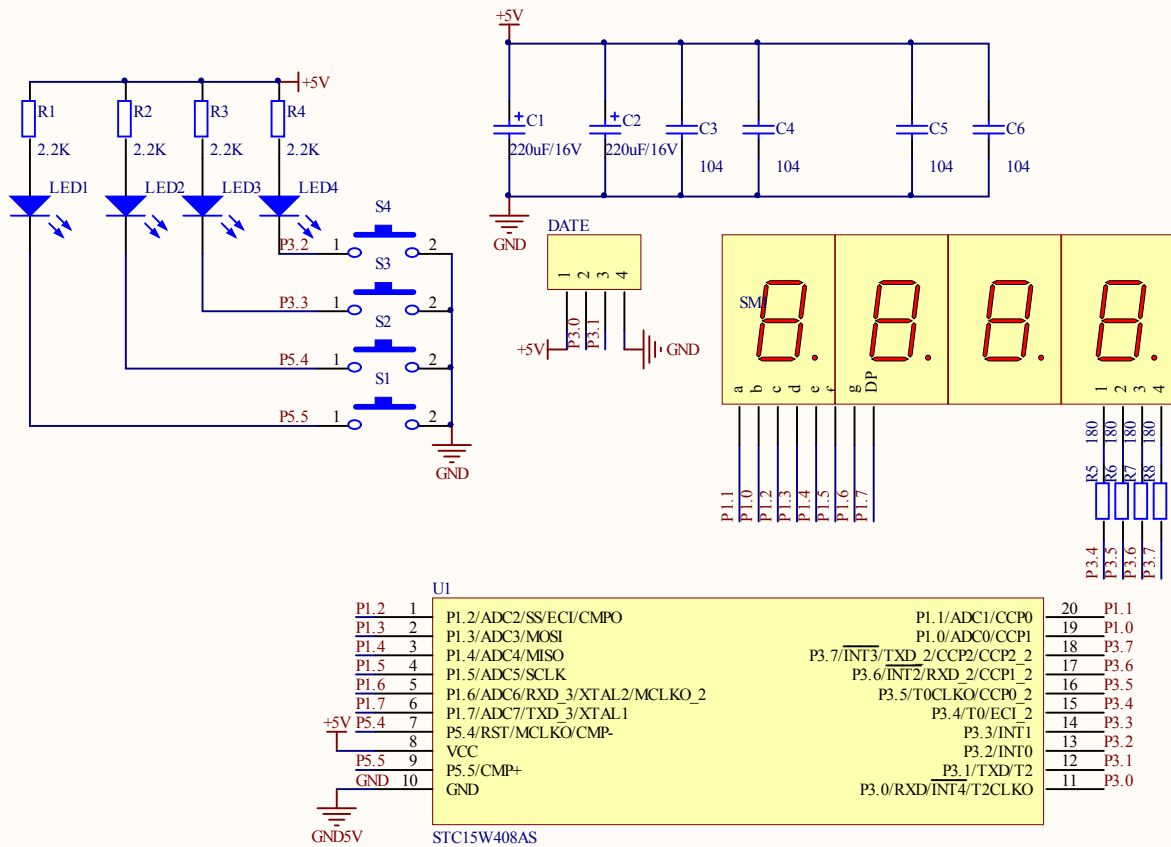 +5V
+5V
R1 R2 R3 R4
2.2K 2.2K 2.2K 2.2K
LED1 LED2 LED3 LED4
C1 C2 C3 C4 C5 C6
220uF/16V 220uF/16V 104 104 104 104
GND
S4
P3.2 1 2
S3
P3.3 1 2
S2
P5.4 1 2
S1
P5.5 1 2
GND
DATE
1 2 3 4
+5V P3.0 P3.1 GND
SM1
a b c d e f g DP
1 2 3 4
P1.1 P1.0 P1.2 P1.3 P1.4 P1.5 P1.6 P1.7
180 180 180 180
R5 R6 R7 R8
P3.4 P3.5 P3.6 P3.7
U1
P1.2 1 P1.2/ADC2/SS/ECI/CMPO
P1.3 2 P1.3/ADC3/MOSI
P1.4 3 P1.4/ADC4/MISO
P1.5 4 P1.5/ADC5/SCLK
P1.6 5 P1.6/ADC6/RXD_3/XTAL2/MCLKO_2
P1.7 6 P1.7/ADC7/TXD_3/XTAL1
P5.4 7 P5.4/RST/MCLKO/CMP-
+5V 8 VCC
P5.5 9 P5.5/CMP+
GND 10 GND
GND5V
P1.1/ADC1/CCP0 20 P1.1
P1.0/ADC0/CCP1 19 P1.0
P3.7/INT3/TXD_2/CCP2/CCP2_2 18 P3.7
P3.6/INT2/RXD_2/CCP1_2 17 P3.6
P3.5/T0CLKO/CCP0_2 16 P3.5
P3.4/T0/ECI_2 15 P3.4
P3.3/INT1 14 P3.3
P3.2/INT0 13 P3.2
P3.1/TXD/T2 12 P3.1
P3.0/RXD/INT4/T2CLKO 11 P3.0
STC15W408AS